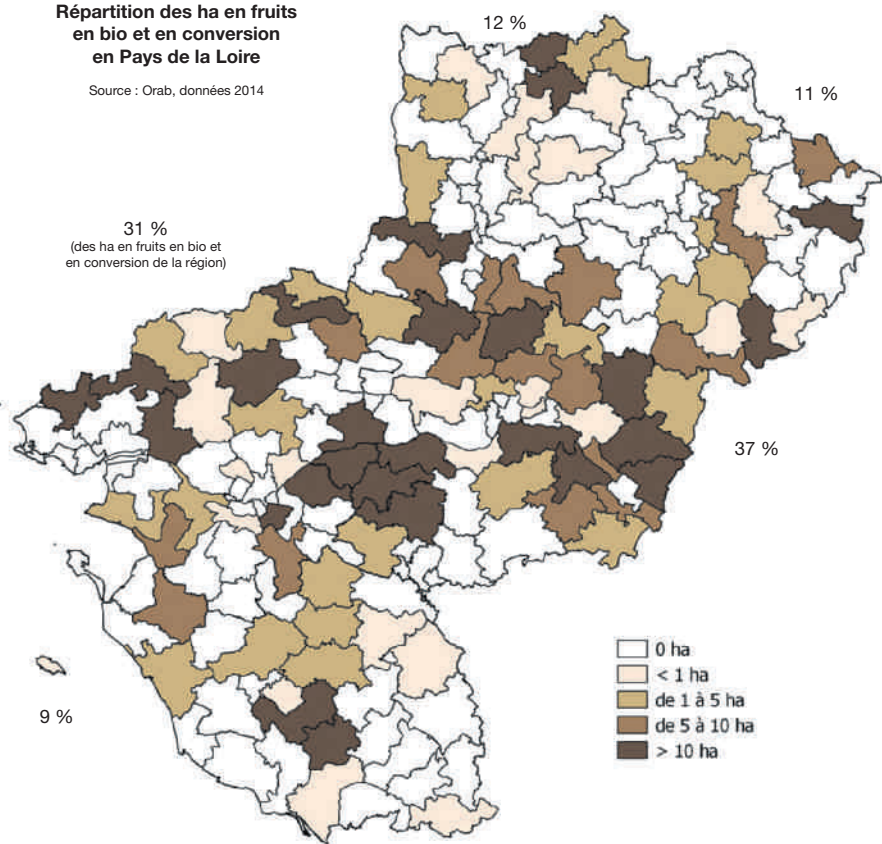 Répartition des ha en fruits
en bio et en conversion
en Pays de la Loire
Source : Orab, données 2014
12 %
11 %
31 %
(des ha en fruits en bio et
en conversion de la région)
37 %
9 %
0 ha
< 1 ha
de 1 à 5 ha
de 5 à 10 ha
> 10 ha